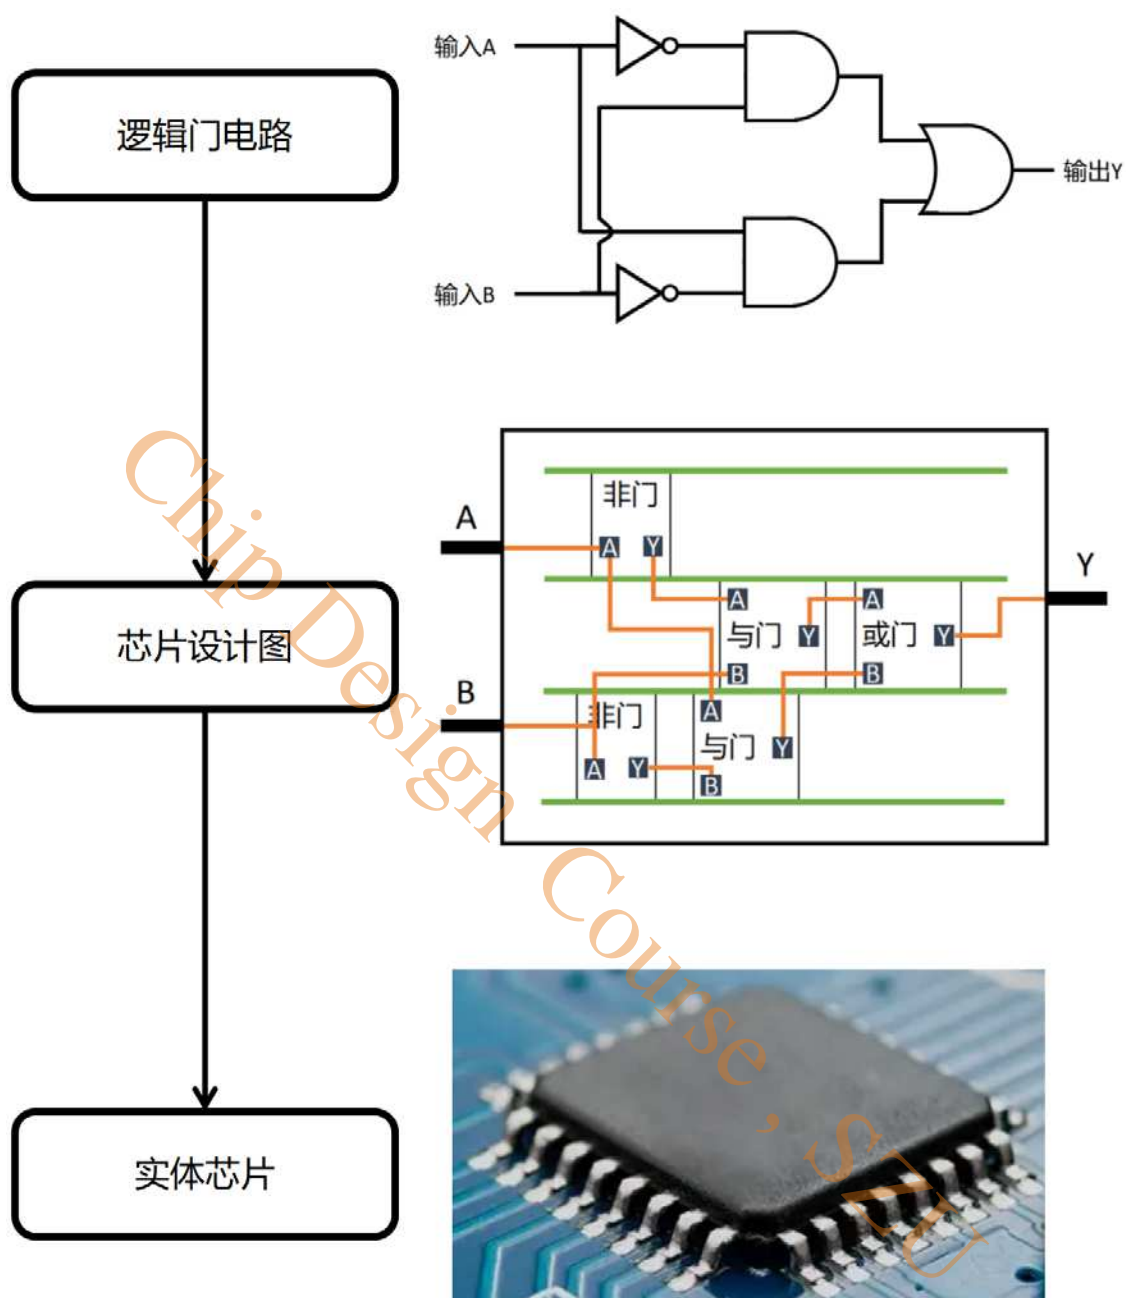 输入A
逻辑门电路
输出Y
输入B
非门
A
A Y
Y
A A
芯片设计图
与门 Y 或门 Y
B B
B
非门 A
与门 Y
A Y
B
实体芯片
Chip Design Course , SZU